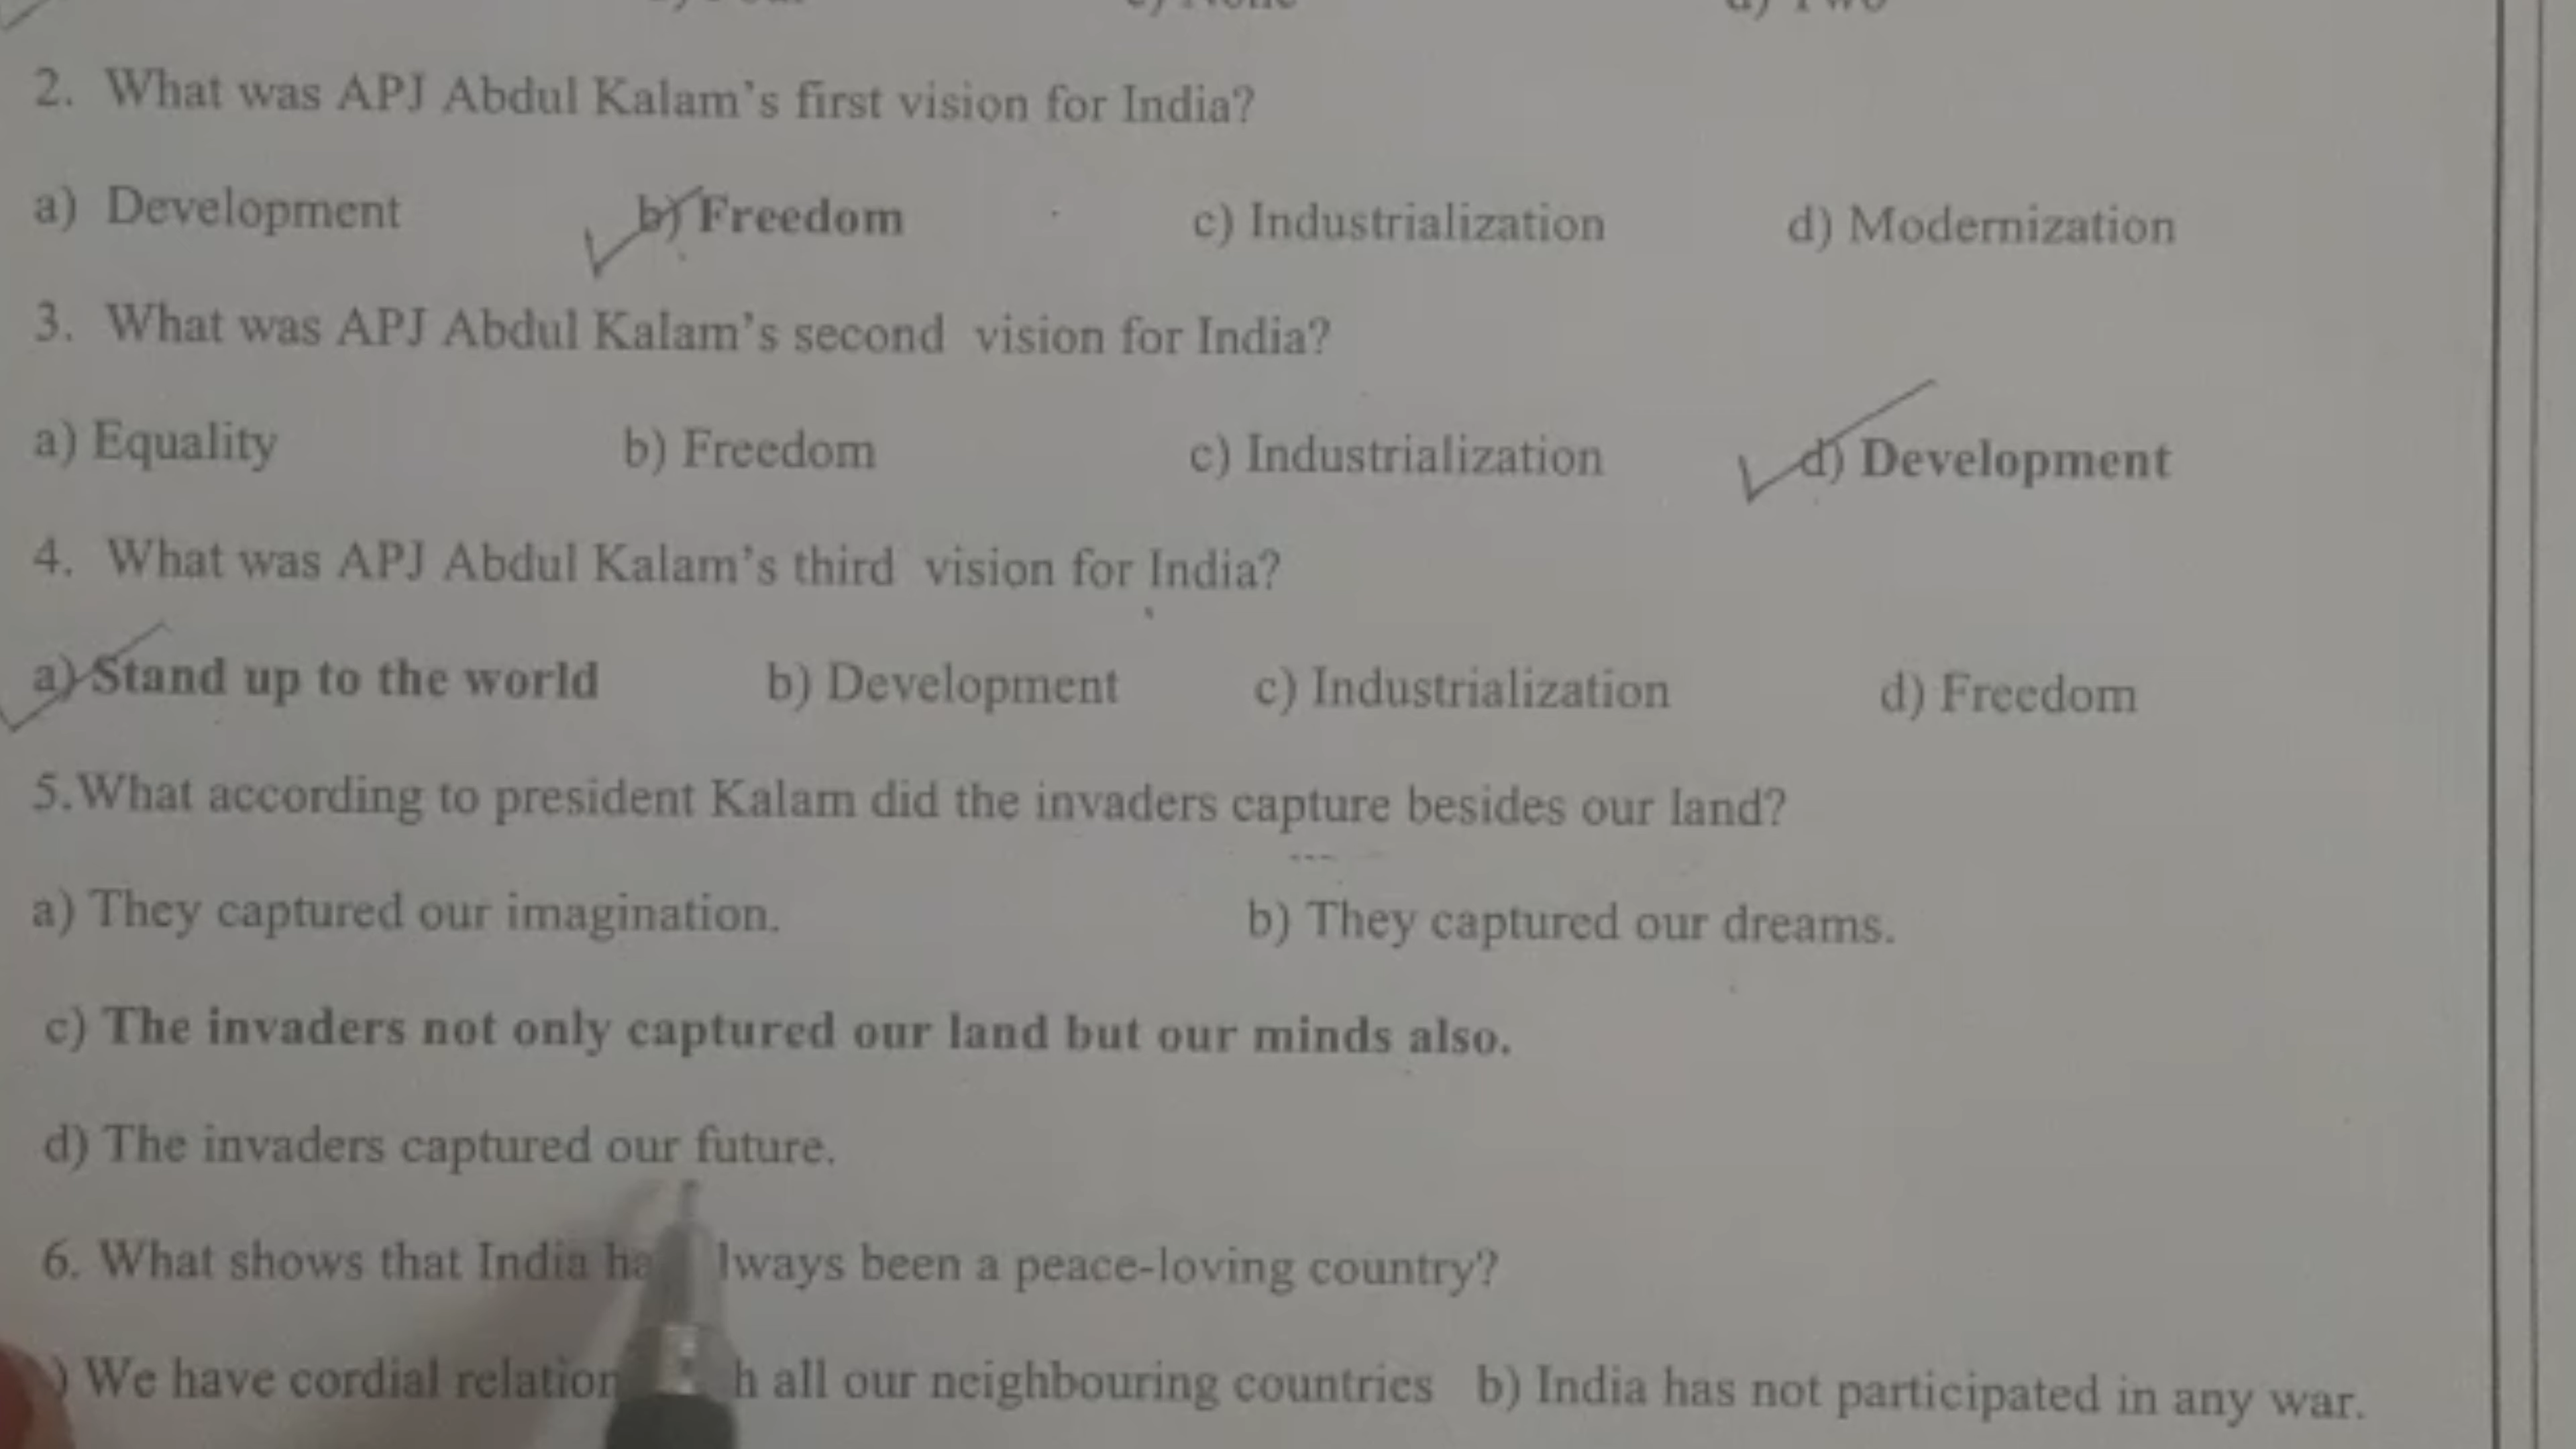 2. What was APJ Abdul Kalam's first vision for India?
a) Development b) Freedom c) Industrialization d) Modernization
3. What was APJ Abdul Kalam's second vision for India?
a) Equality b) Freedom c) Industrialization d) Development
4. What was APJ Abdul Kalam's third vision for India?
a) Stand up to the world b) Development c) Industrialization d) Freedom
5.What according to president Kalam did the invaders capture besides our land?
a) They captured our imagination. b) They captured our dreams.
c) The invaders not only captured our land but our minds also.
d) The invaders captured our future.
6. What shows that India been a peace-loving country?
) We have cordial all our neighbouring countries b) India has not participated in any war.